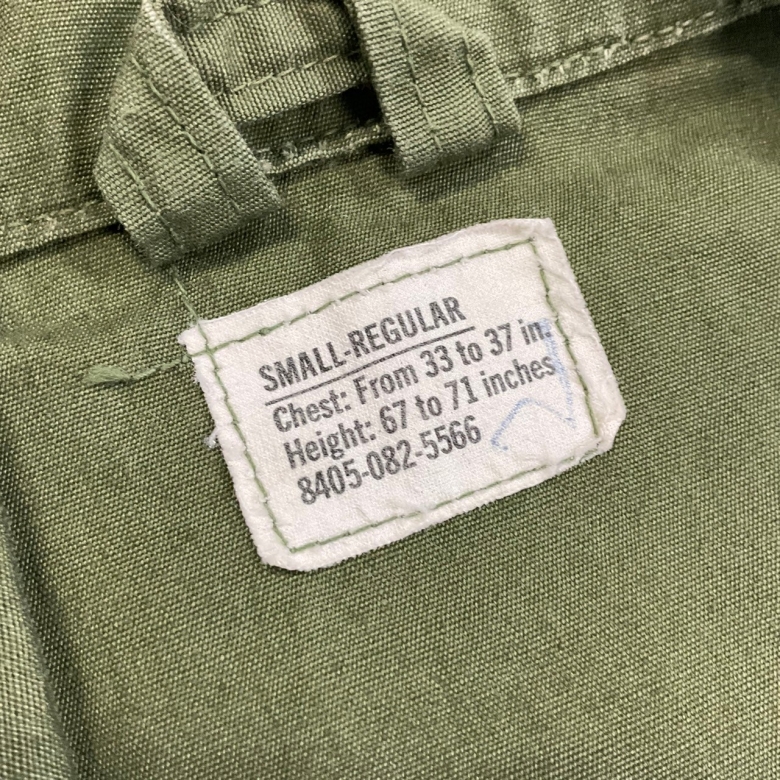 SMALL-REGULAR
Chest: From 33 to 37 in.
Height: 67 to 71 inches
8405-082-5566